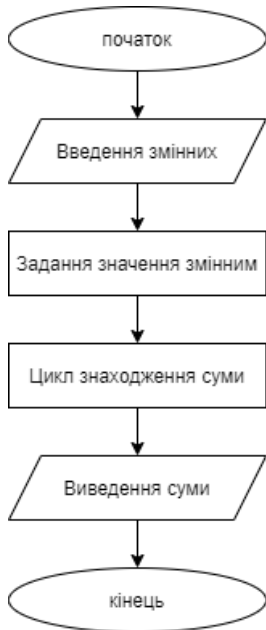 початок
Введення змінних
Задання значення змінним
Цикл знаходження суми
Виведення суми
кінець